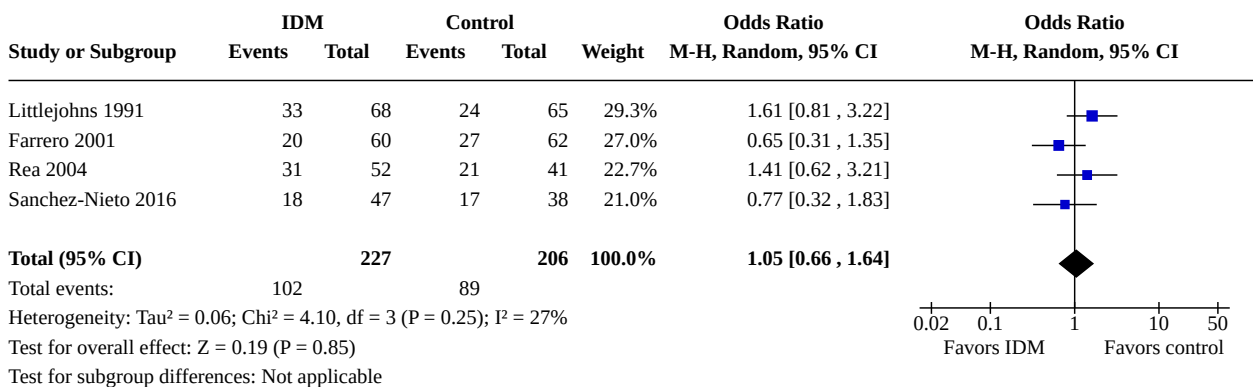 IDM Control Odds Ratio Odds Ratio
Study or Subgroup Events Total Events Total Weight M-H, Random, 95% CI M-H, Random, 95% CI
Littlejohns 1991 33 68 24 65 29.3% 1.61 [0.81 , 3.22]
Farrero 2001 20 60 27 62 27.0% 0.65 [0.31 , 1.35]
Rea 2004 31 52 21 41 22.7% 1.41 [0.62 , 3.21]
Sanchez-Nieto 2016 18 47 17 38 21.0% 0.77 [0.32 , 1.83]
Total (95% CI) 227 206 100.0% 1.05 [0.66 , 1.64]
Total events: 102 89
Heterogeneity: Tau² = 0.06; Chi² = 4.10, df = 3 (P = 0.25); I² = 27%
0.02 0.1 1 10 50
Test for overall effect: Z = 0.19 (P = 0.85) Favors IDM Favors control
Test for subgroup differences: Not applicable